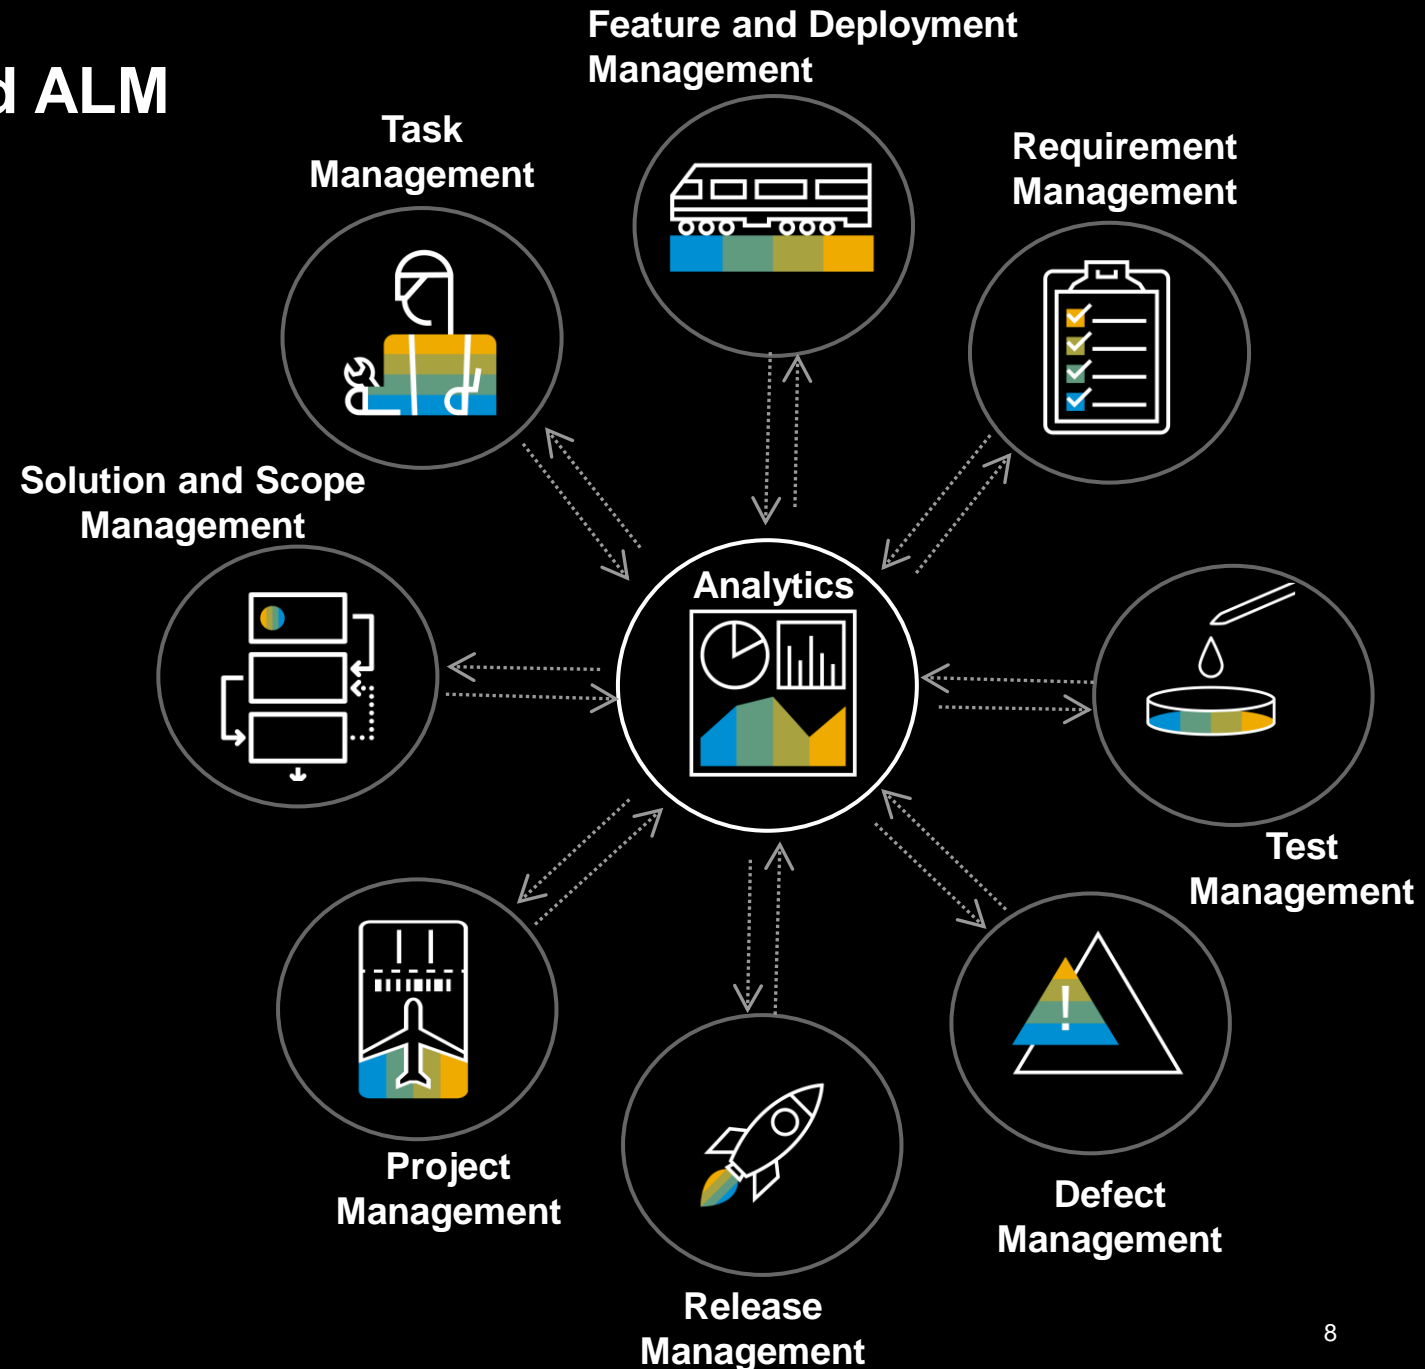 d ALM
Feature and Deployment
Management
Task
Management
Requirement
Management
Solution and Scope
Management
Analytics
Test
Management
Project
Management
Defect
Management
Release
Management
8